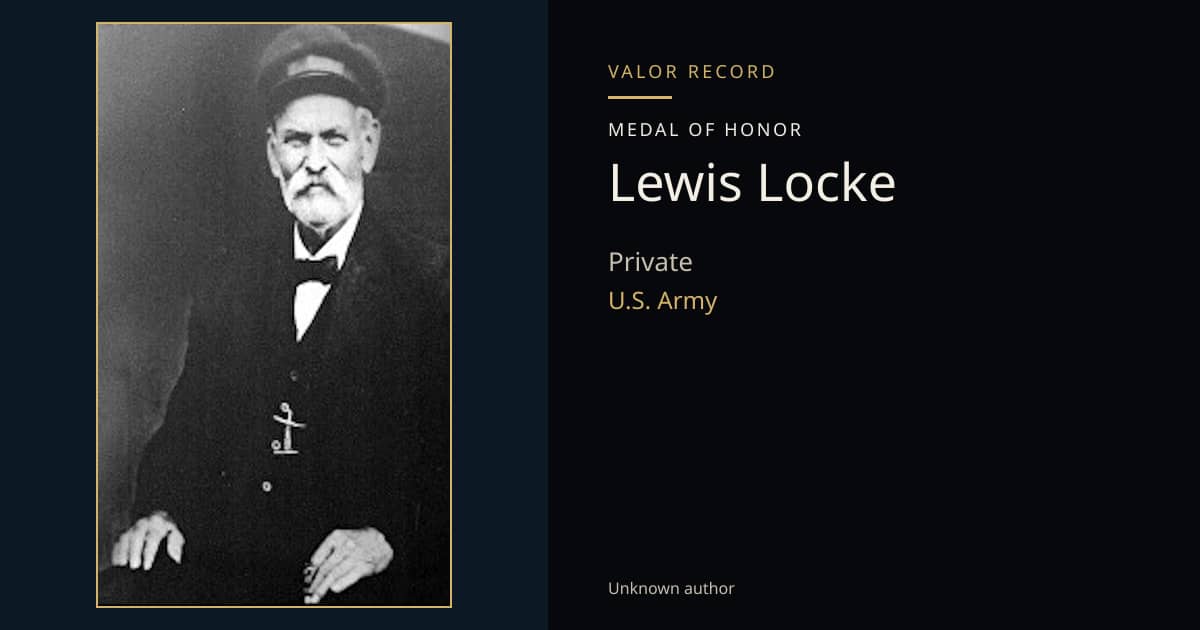 VALOR RECORD
MEDAL OF HONOR
Lewis Locke
Private
U.S. Army
Unknown author